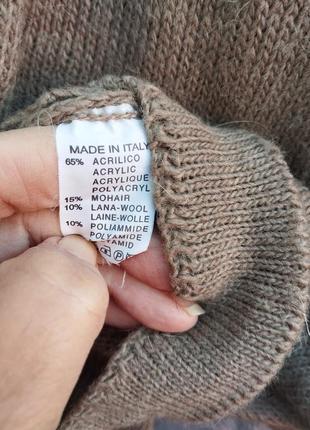 MADE IN ITALY
65% ACRILICO
ACRYLIC
ACRYLIQUE
POLYACRYL
15% MOHAIR
10% LANA-WOOL
LAINE-WOLLE
10% POLIAMMIDE
POLYAMIDE
POLYAMID